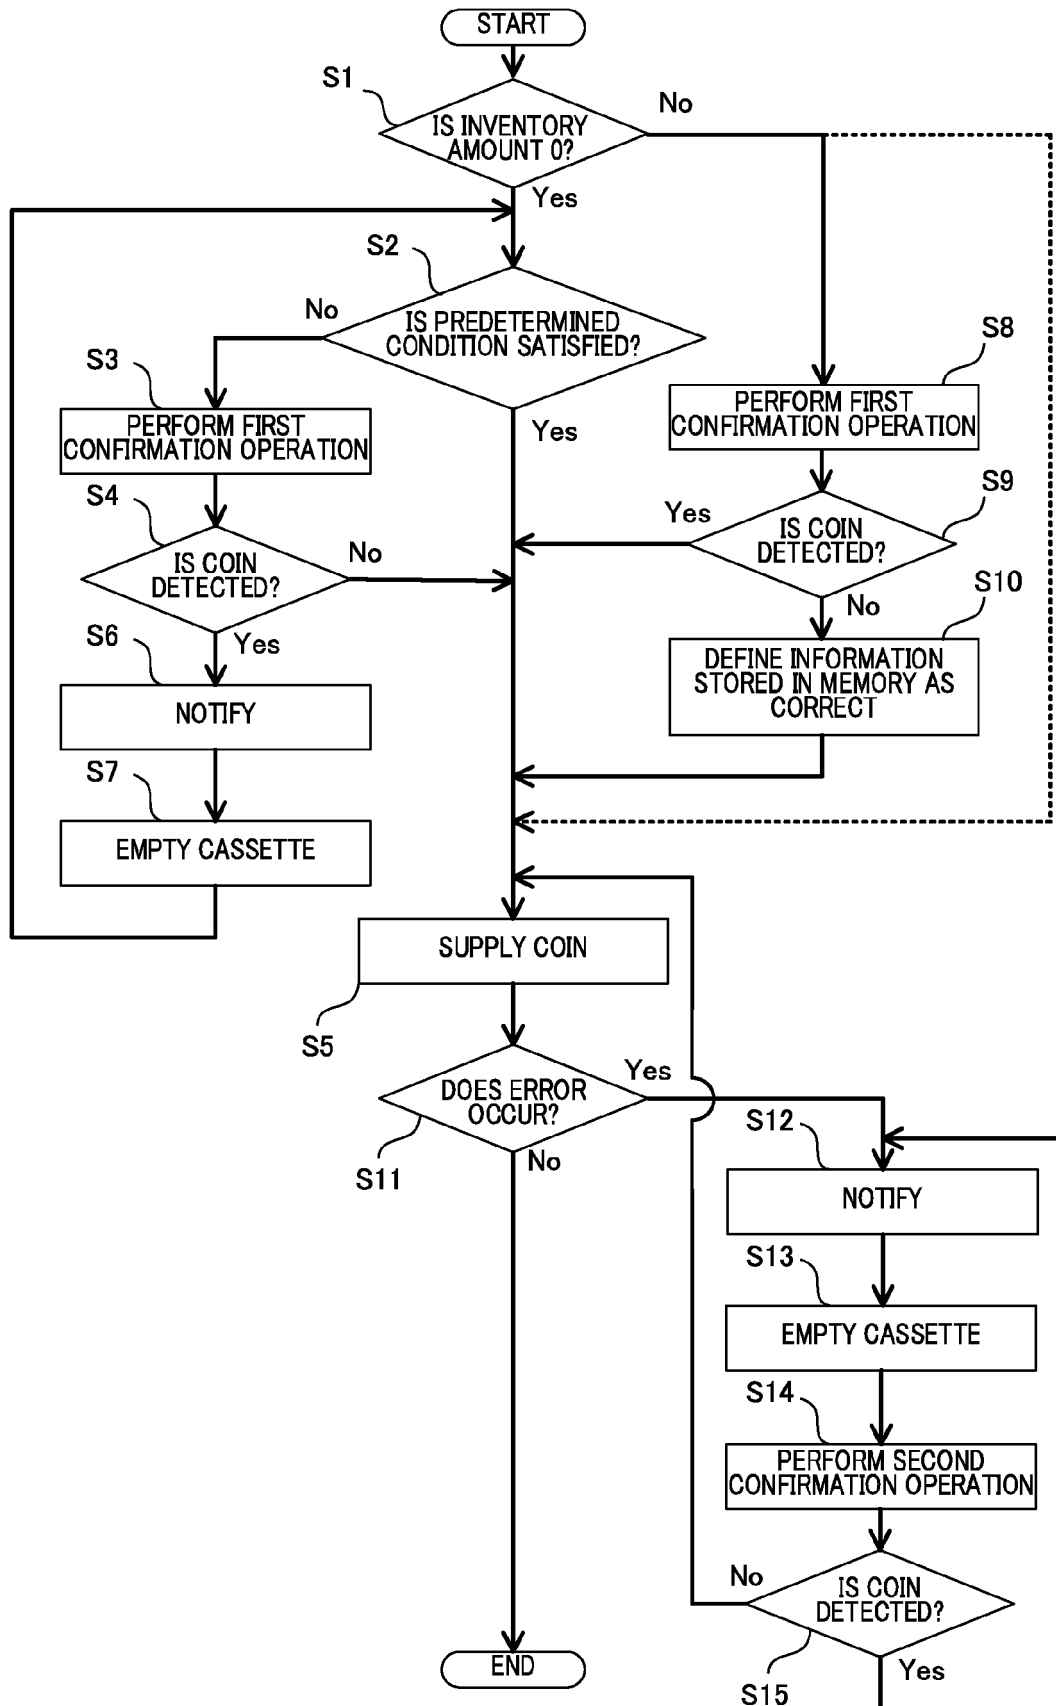 START
S1
IS INVENTORY
AMOUNT 0?
No
Yes
S2
No
IS PREDETERMINED
CONDITION SATISFIED?
Yes
S3
PERFORM FIRST
CONFIRMATION OPERATION
S8
PERFORM FIRST
CONFIRMATION OPERATION
S4
IS COIN
DETECTED?
No
Yes
S9
Yes
IS COIN
DETECTED?
No
S10
DEFINE INFORMATION
STORED IN MEMORY AS
CORRECT
S6
NOTIFY
S7
EMPTY CASSETTE
SUPPLY COIN
S5
DOES ERROR
OCCUR?
Yes
S11
No
S12
NOTIFY
S13
EMPTY CASSETTE
S14
PERFORM SECOND
CONFIRMATION OPERATION
No
IS COIN
DETECTED?
S15
Yes
END